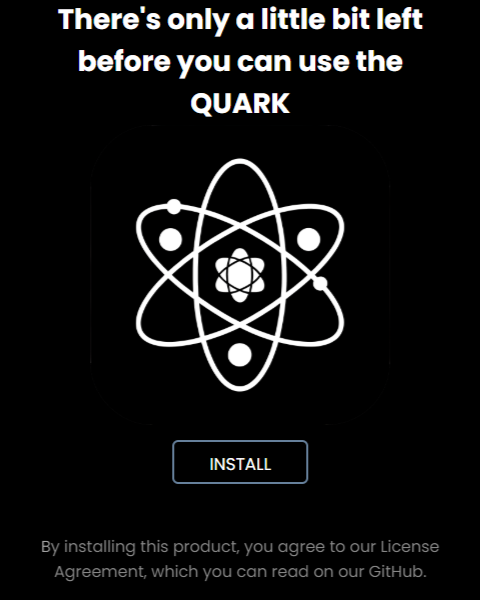 There's only a little bit left
before you can use the
QUARK
INSTALL
By installing this product, you agree to our License
Agreement, which you can read on our GitHub.